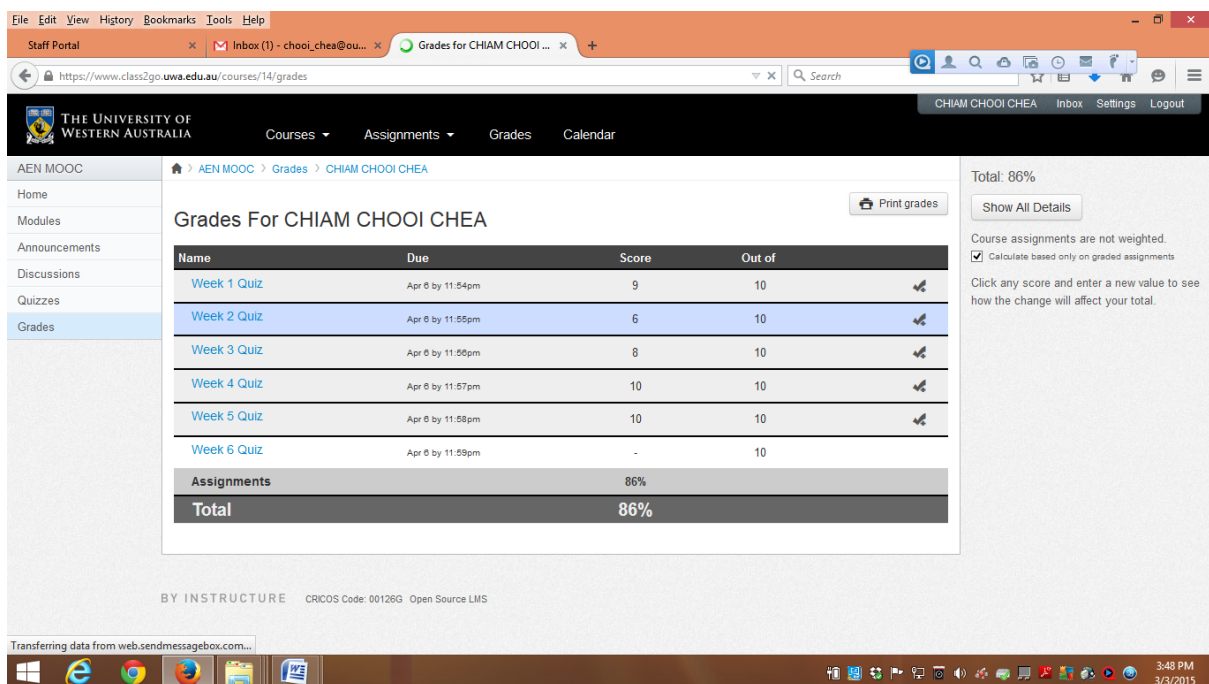 File Edit View History Bookmarks Tools Help
Staff Portal × Inbox (1) - chooi_chea@ou... × Grades for CHIAM CHOOI ... × +
https://www.class2go.uwa.edu.au/courses/14/grades Search
CHIAM CHOOI CHEA Inbox Settings Logout
THE UNIVERSITY OF
WESTERN AUSTRALIA
Courses Assignments Grades Calendar
AEN MOOC
Home
Modules
Announcements
Discussions
Quizzes
Grades
AEN MOOC > Grades > CHIAM CHOOI CHEA
Print grades
Grades For CHIAM CHOOI CHEA
Name Due Score Out of
Week 1 Quiz Apr 6 by 11:54pm 9 10
Week 2 Quiz Apr 6 by 11:55pm 6 10
Week 3 Quiz Apr 6 by 11:56pm 8 10
Week 4 Quiz Apr 6 by 11:57pm 10 10
Week 5 Quiz Apr 6 by 11:58pm 10 10
Week 6 Quiz Apr 6 by 11:59pm - 10
Assignments 86%
Total 86%
Total: 86%
Show All Details
Course assignments are not weighted.
Calculate based only on graded assignments
Click any score and enter a new value to see
how the change will affect your total.
BY INSTRUCTURE CRICOS Code: 00126G Open Source LMS
Transferring data from web.sendmessagebox.com...
3:48 PM
3/3/2015